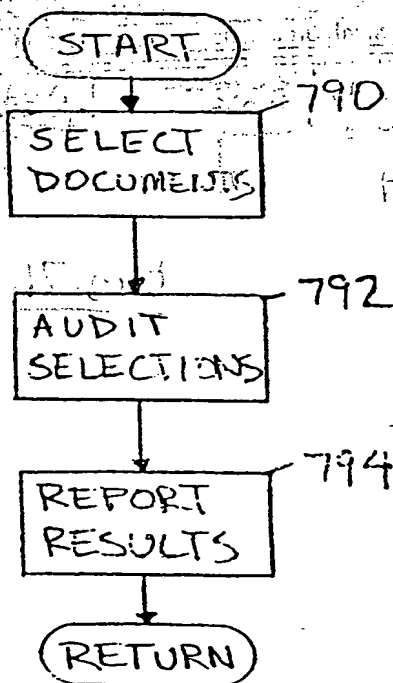 START
790
SELECT
DOCUMENTS
792
AUDIT
SELECTIONS
794
REPORT
RESULTS
RETURN